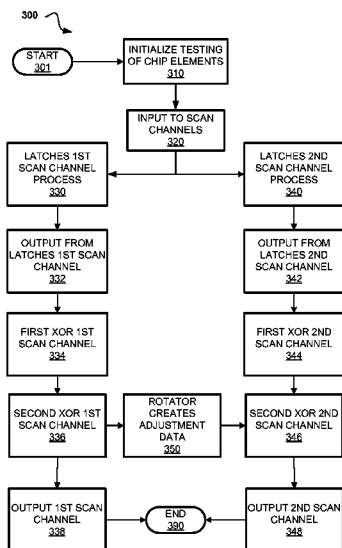 300
START
301
INITIALIZE TESTING
OF CHIP ELEMENTS
310
INPUT TO SCAN
CHANNELS
320
LATCHES 1ST
SCAN CHANNEL
PROCESS
330
LATCHES 2ND
SCAN CHANNEL
PROCESS
340
OUTPUT FROM
LATCHES 1ST SCAN
CHANNEL
332
OUTPUT FROM
LATCHES 2ND SCAN
CHANNEL
342
FIRST XOR 1ST
SCAN CHANNEL
334
FIRST XOR 2ND
SCAN CHANNEL
344
SECOND XOR 1ST
SCAN CHANNEL
336
ROTATOR
CREATES
ADJUSTMENT
DATA
350
SECOND XOR 2ND
SCAN CHANNEL
346
OUTPUT 1ST SCAN
CHANNEL
338
END
390
OUTPUT 2ND SCAN
CHANNEL
348